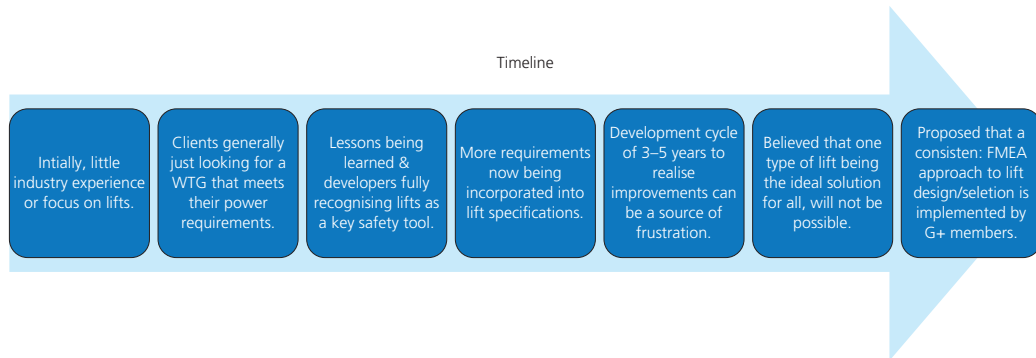 Timeline
Intially, little
industry experience
or focus on lifts.
Clients generally
just looking for a
WTG that meets
their power
requirements.
Lessons being
learned &
developers fully
recognising lifts as
a key safety tool.
More requirements
now being
incorporated into
lift specifications.
Development cycle
of 3–5 years to
realise
improvements can
be a source of
frustration.
Believed that one
type of lift being
the ideal solution
for all, will not be
possible.
Proposed that a
consisten: FMEA
approach to lift
design/seletion is
implemented by
G+ members.